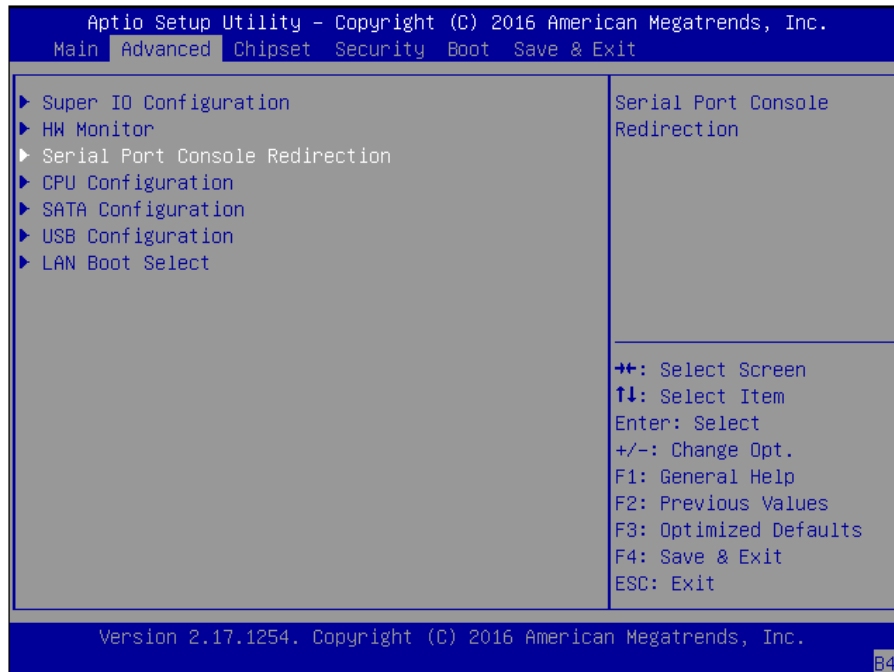 Aptio Setup Utility – Copyright (C) 2016 American Megatrends, Inc.
Main Advanced Chipset Security Boot Save & Exit
▶ Super IO Configuration
▶ HW Monitor
▶ Serial Port Console Redirection
▶ CPU Configuration
▶ SATA Configuration
▶ USB Configuration
▶ LAN Boot Select
Serial Port Console
Redirection
→←: Select Screen
↑↓: Select Item
Enter: Select
+/-: Change Opt.
F1: General Help
F2: Previous Values
F3: Optimized Defaults
F4: Save & Exit
ESC: Exit
Version 2.17.1254. Copyright (C) 2016 American Megatrends, Inc.
B4